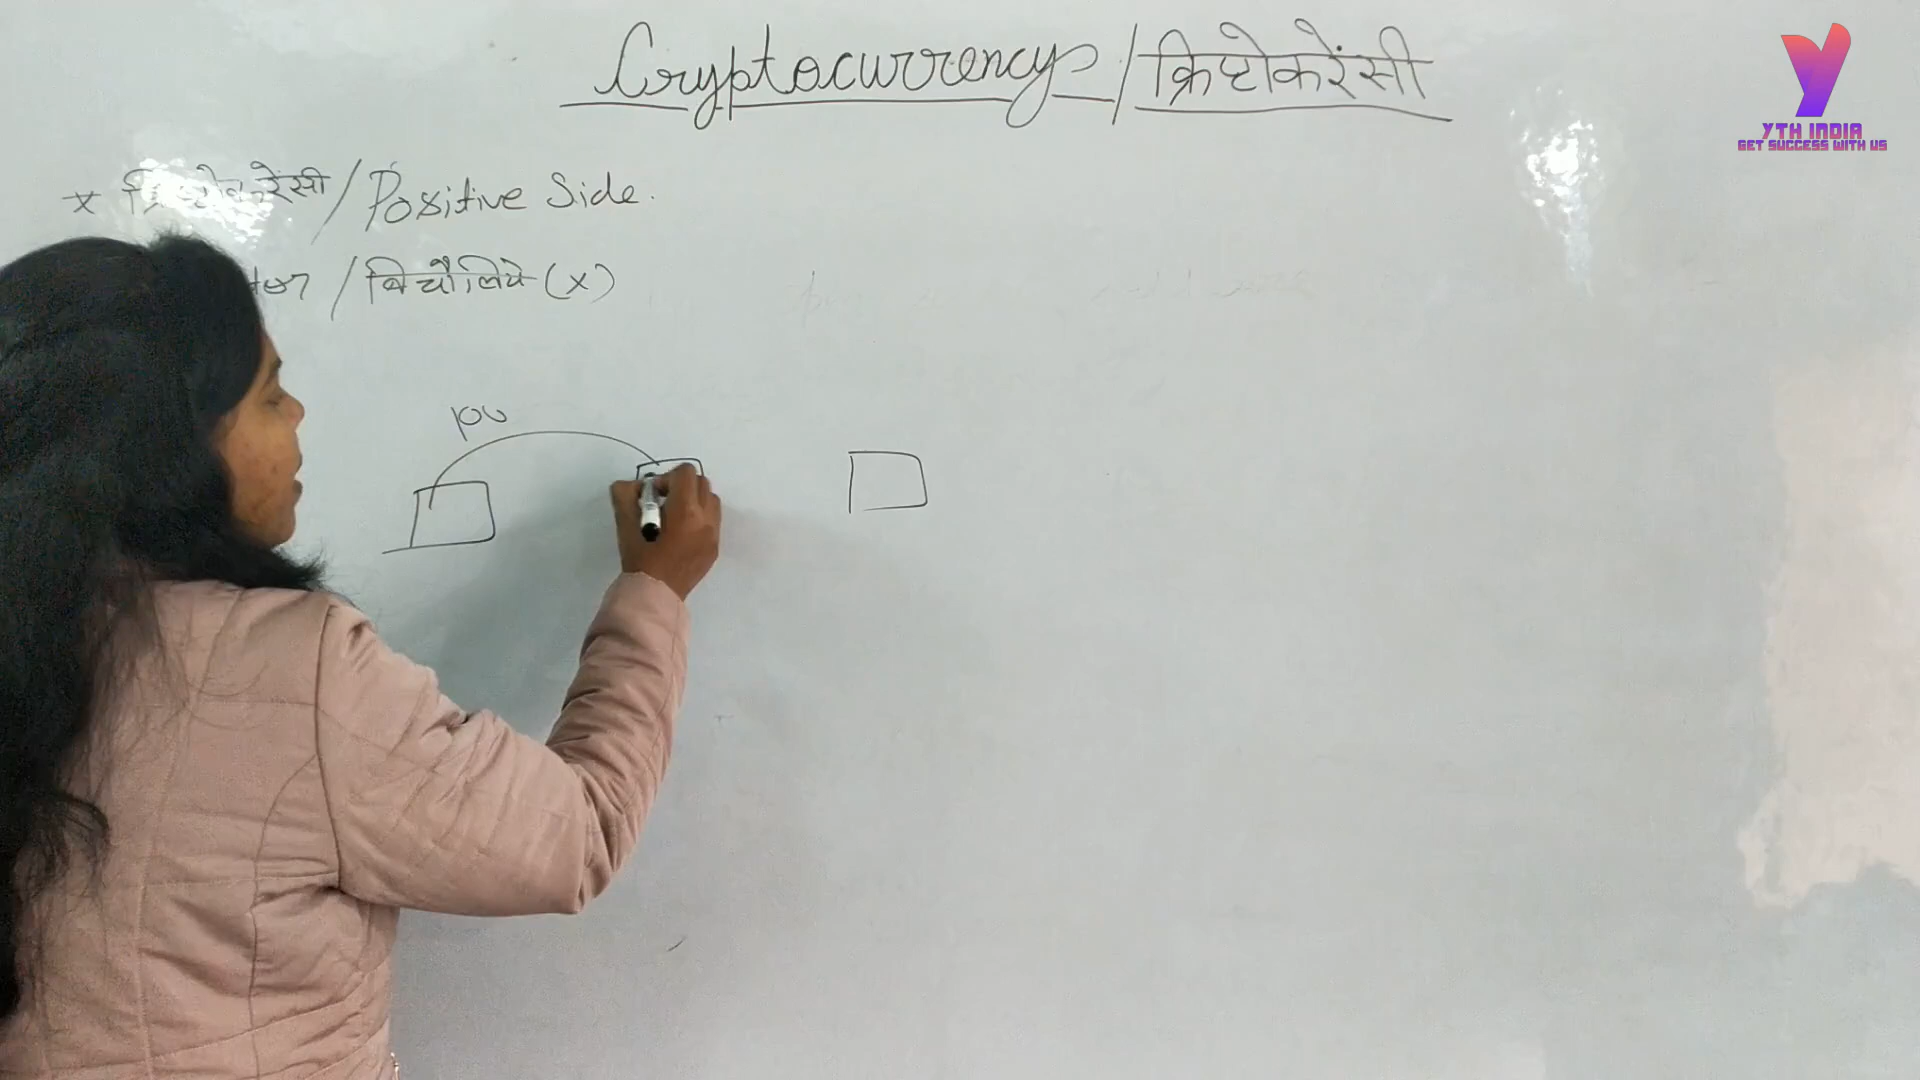 Cryptocurrency / क्रिप्टोकरेंसी
Y
YTH INDIA
GET SUCCESS WITH US
* क्रिप्टोकरेंसी / Positive Side.
/ बिचौलिये (x)
100